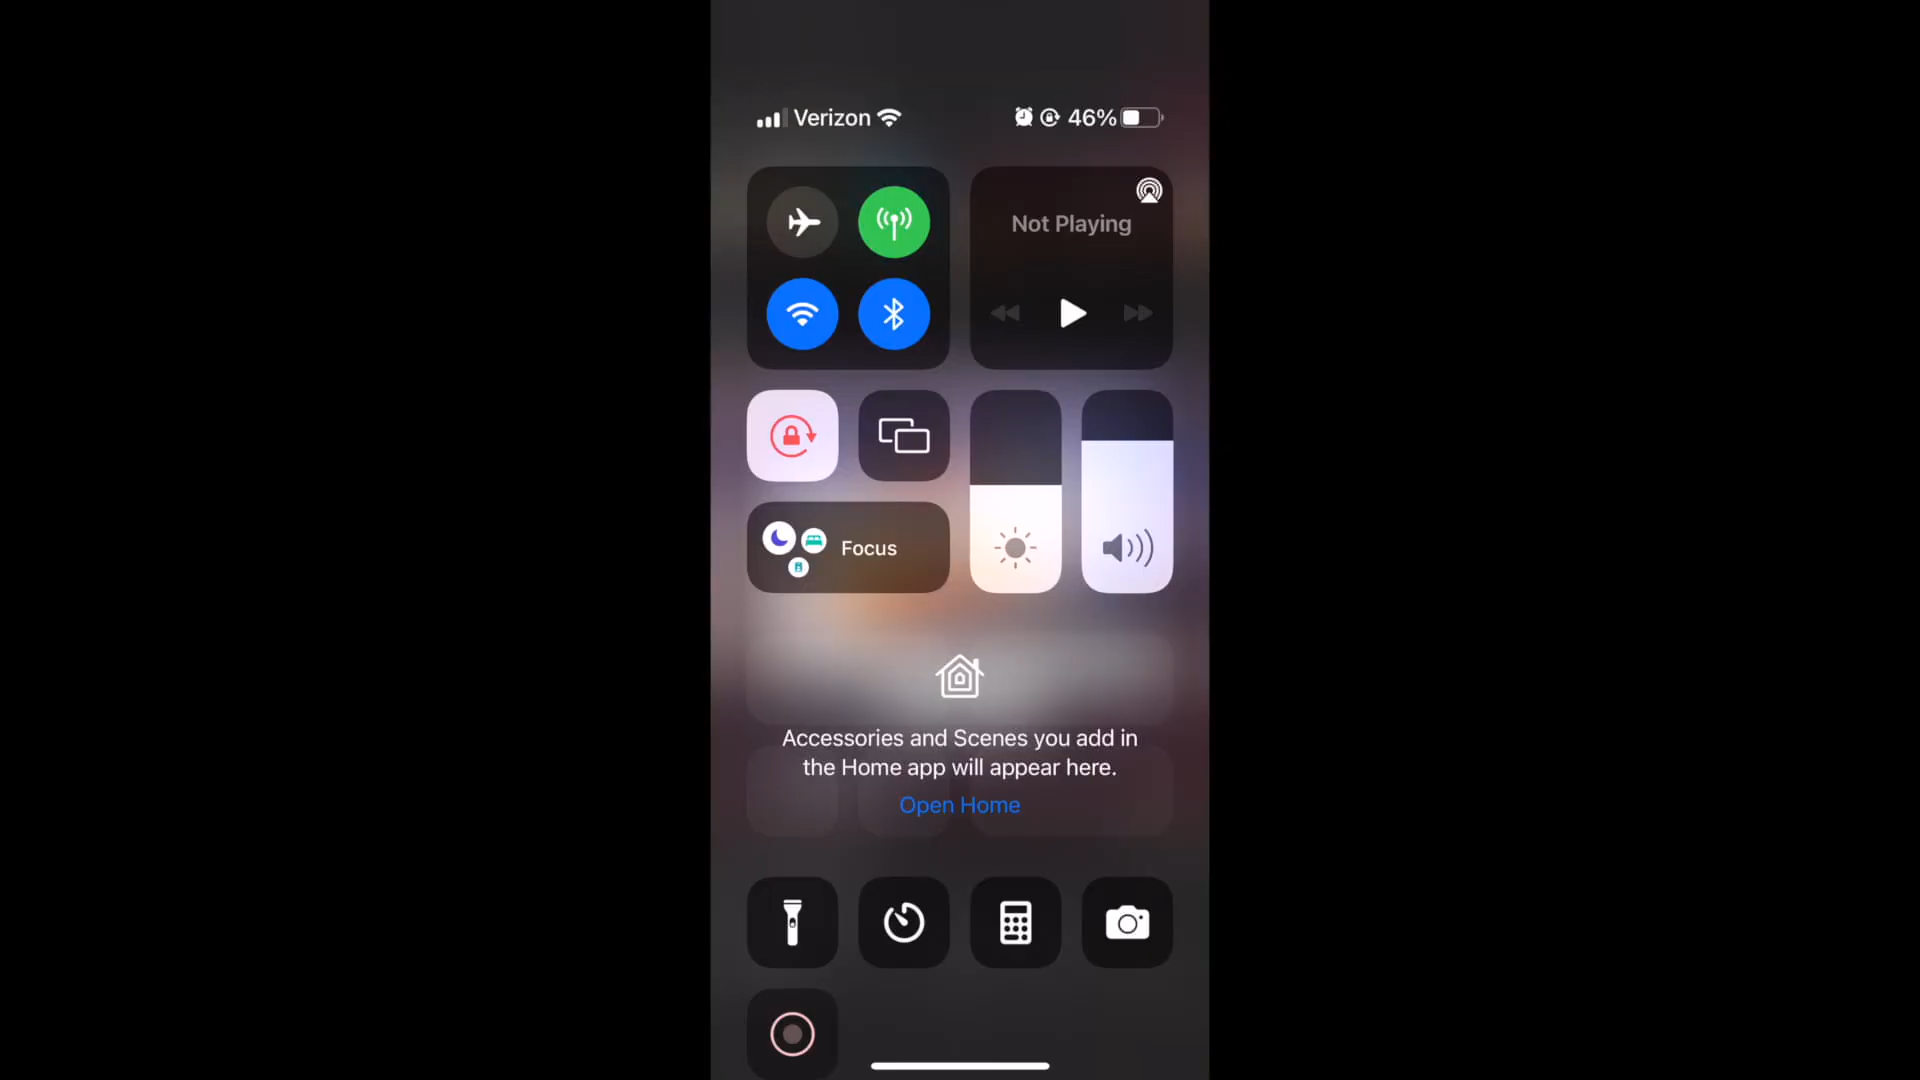 Verizon
46%
Not Playing
Focus
Accessories and Scenes you add in
the Home app will appear here.
Open Home